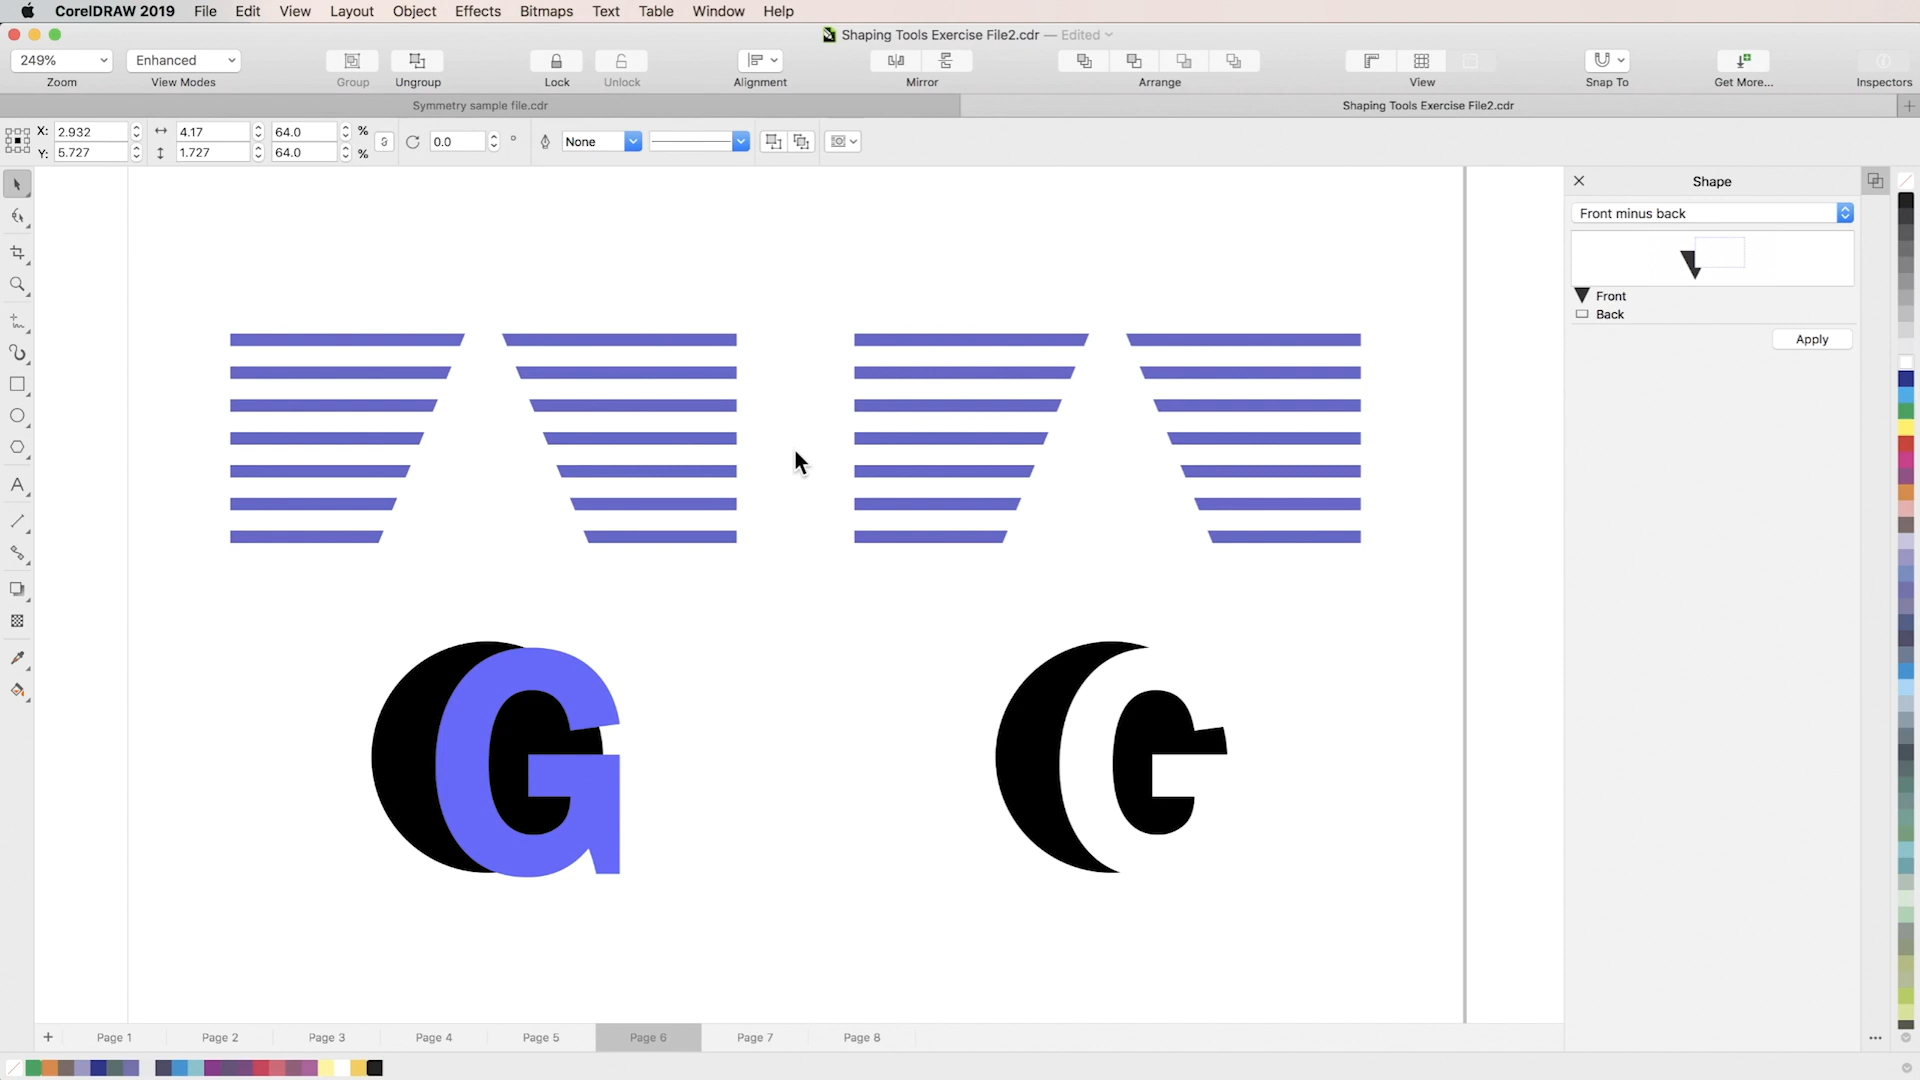 CorelDRAW 2019 File Edit View Layout Object Effects Bitmaps Text Table Window Help
Shaping Tools Exercise File2.cdr — Edited
249% Enhanced
Zoom View Modes Group Ungroup Lock Unlock Alignment Mirror Arrange View Snap To Get More... Inspectors
Symmetry sample file.cdr Shaping Tools Exercise File2.cdr
X: 2.932 4.17 64.0 %
Y: 5.727 1.727 64.0 %
0.0 ° None
Shape
Front minus back
Front
Back
Apply
G
G
Page 1 Page 2 Page 3 Page 4 Page 5 Page 6 Page 7 Page 8